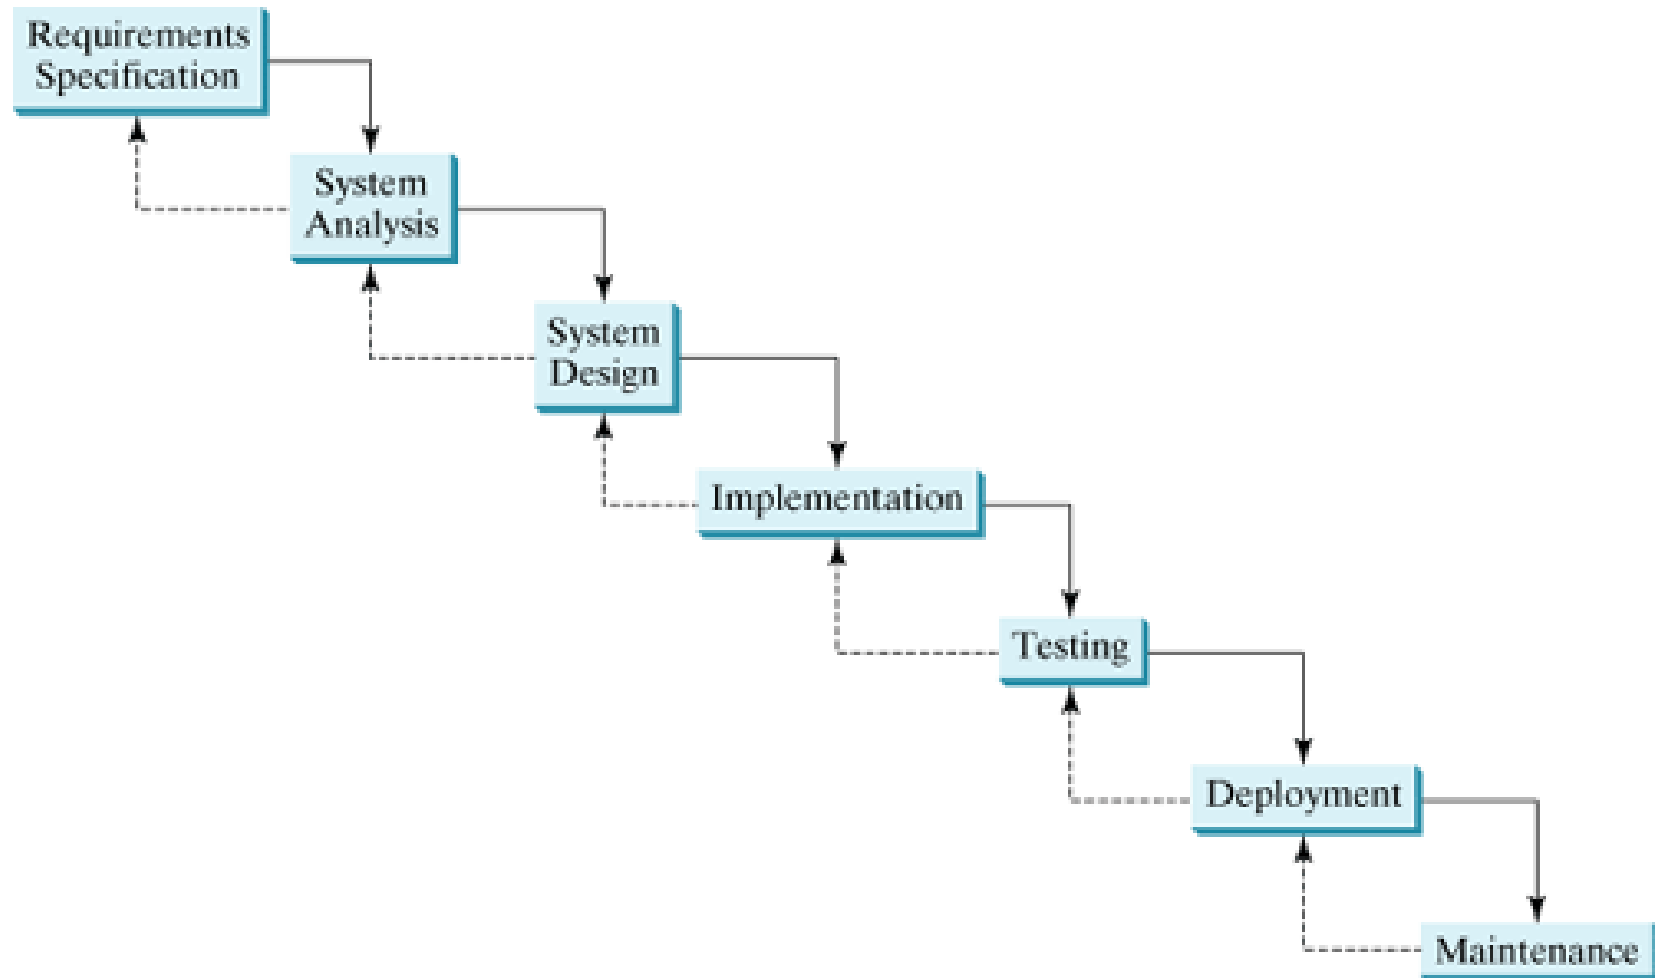 Requirements
Specification
System
Analysis
System
Design
Implementation
Testing
Deployment
Maintenance